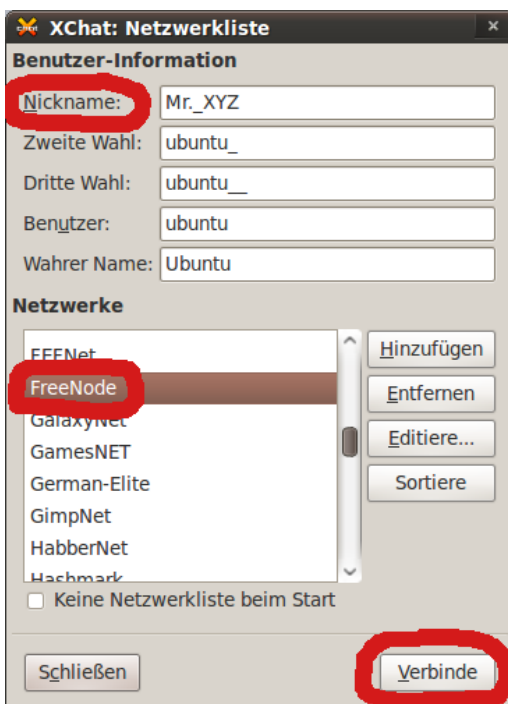 XChat: Netzwerkliste
Benutzer-Information
Nickname: Mr._XYZ
Zweite Wahl: ubuntu_
Dritte Wahl: ubuntu__
Benutzer: ubuntu
Wahrer Name: Ubuntu
Netzwerke
EFFNet
FreeNode
GalaxyNet
GamesNET
German-Elite
GimpNet
HabberNet
Hashmark
Hinzufügen
Entfernen
Editiere...
Sortiere
Keine Netzwerkliste beim Start
Schließen
Verbinde